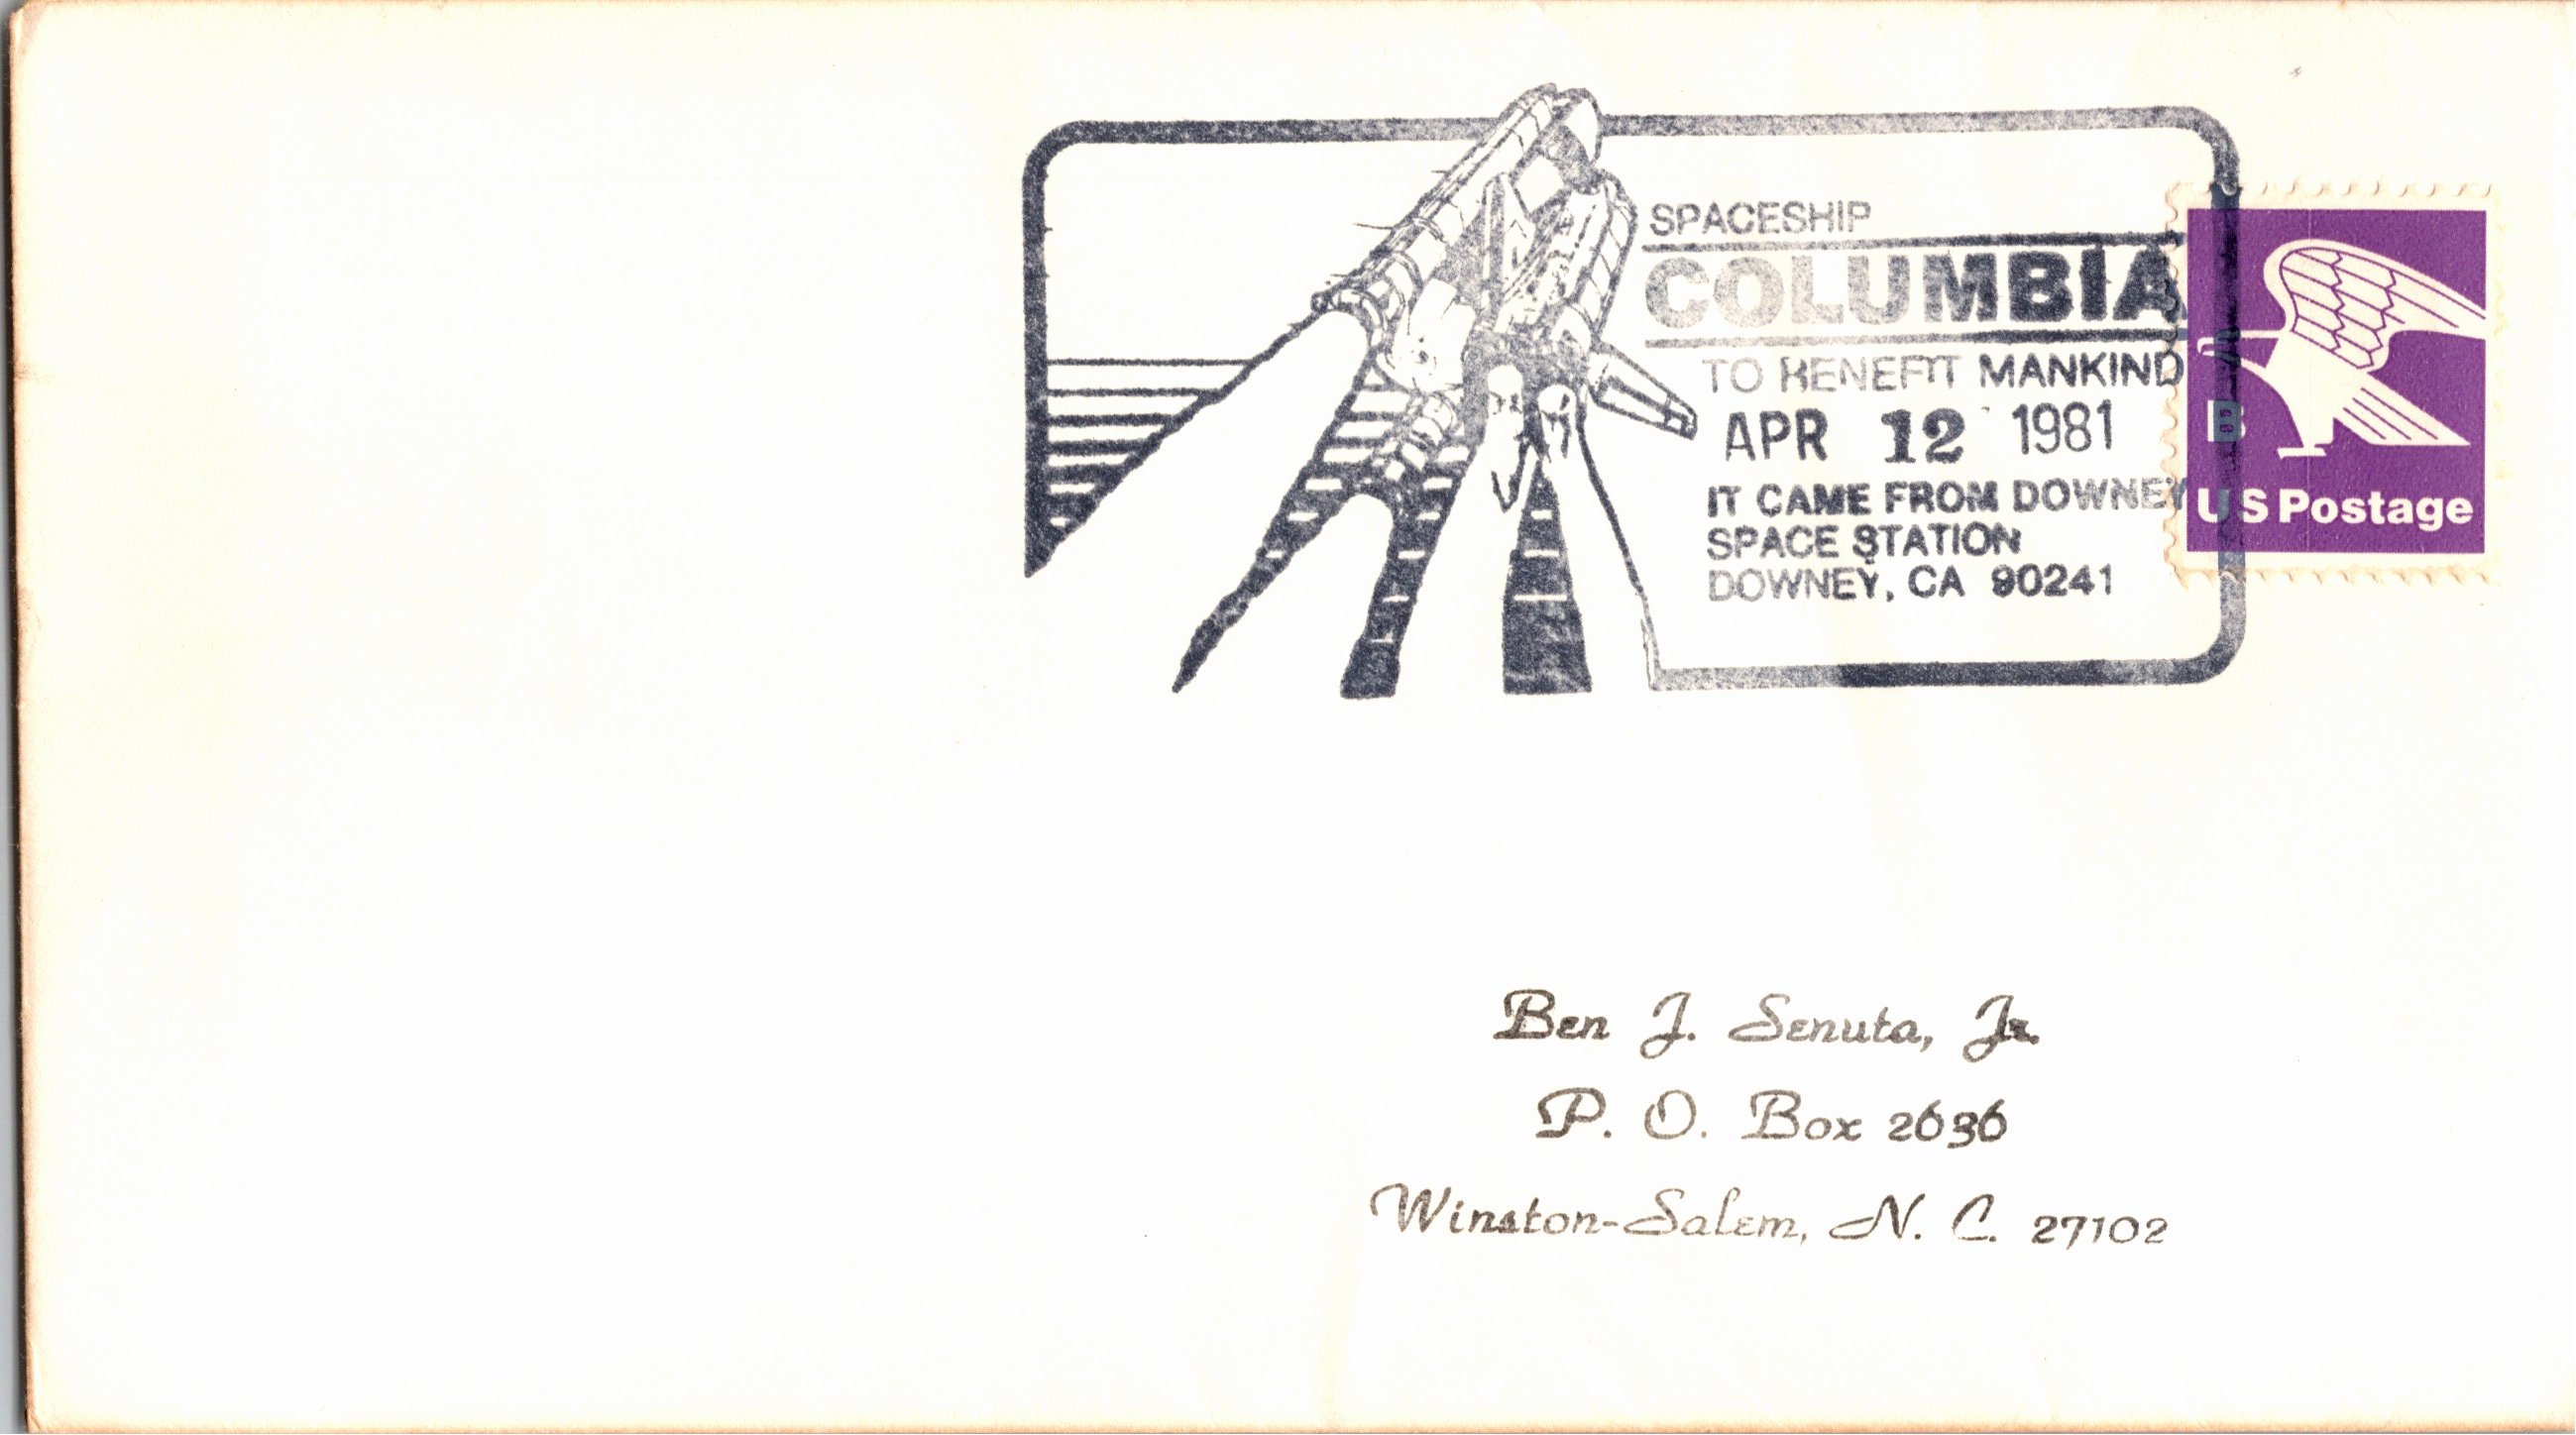 SPACESHIP
COLUMBIA
TO BENEFIT MANKIND
APR 12 1981
IT CAME FROM DOWNEY
SPACE STATION
DOWNEY, CA 90241
B
US Postage
Ben J. Senuta, Jr.
P. O. Box 2636
Winston-Salem, N. C. 27102